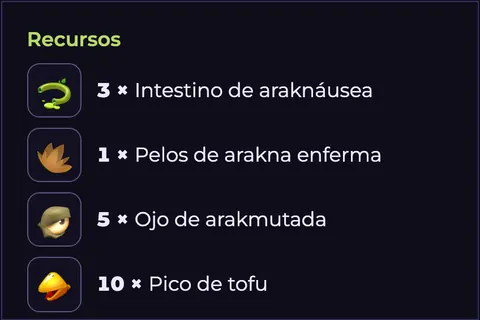 Recursos
3 × Intestino de araknáusea
1 × Pelos de arakna enferma
5 × Ojo de arakmutada
10 × Pico de tofu